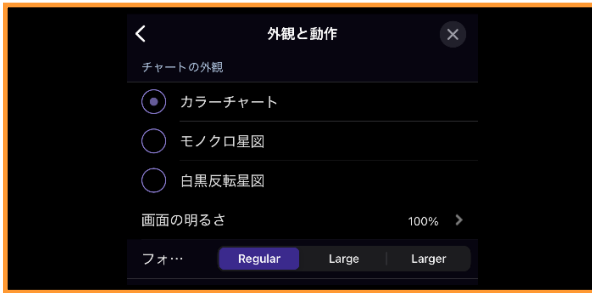 外観と動作
チャートの外観
カラーチャート
モノクロ星図
白黒反転星図
画面の明るさ 100%
フォ… Regular Large Larger